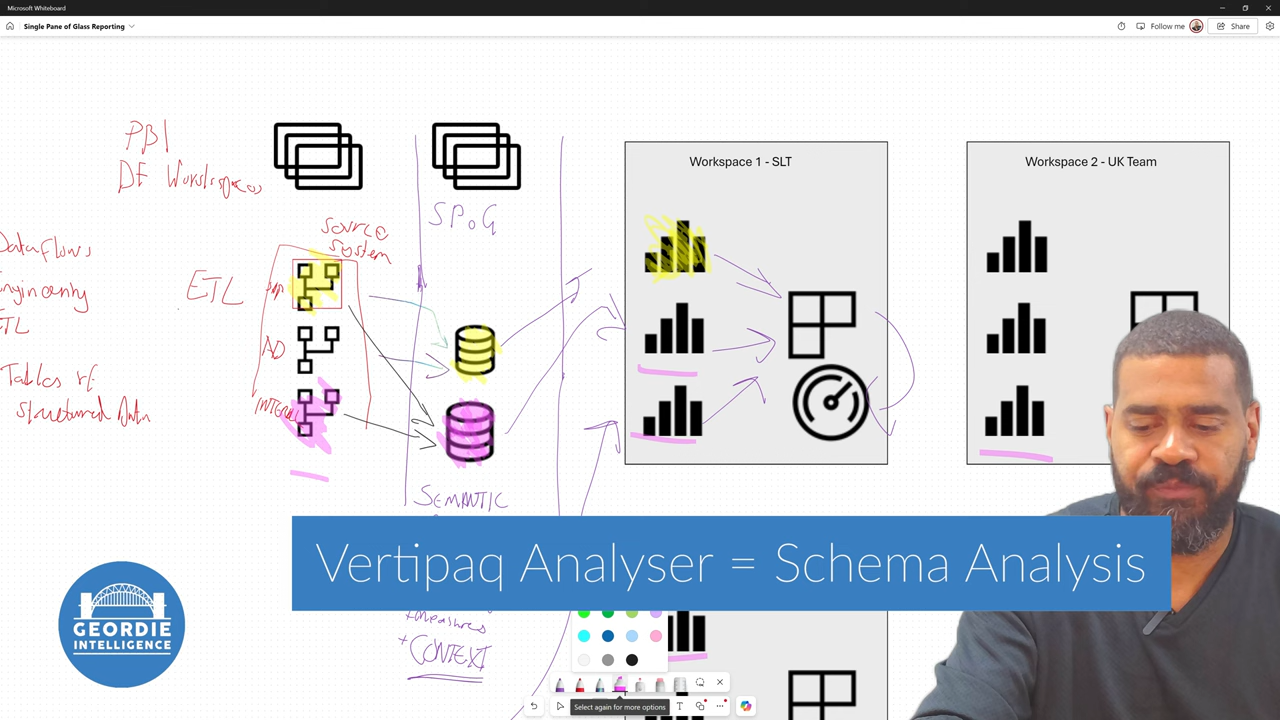 Microsoft Whiteboard
Single Pane of Glass Reporting
Follow me
Share
PBI
DF Workspaces
SPoG
Source
System
Dataflows
Engineering
ETL
ETL
AD
Tables of
Structured Data
SEMANTIC
Workspace 1 - SLT
Workspace 2 - UK Team
Vertipaq Analyser = Schema Analysis
+measures
+ CONTEXT
GEORDIE
INTELLIGENCE
Select again for more options
T